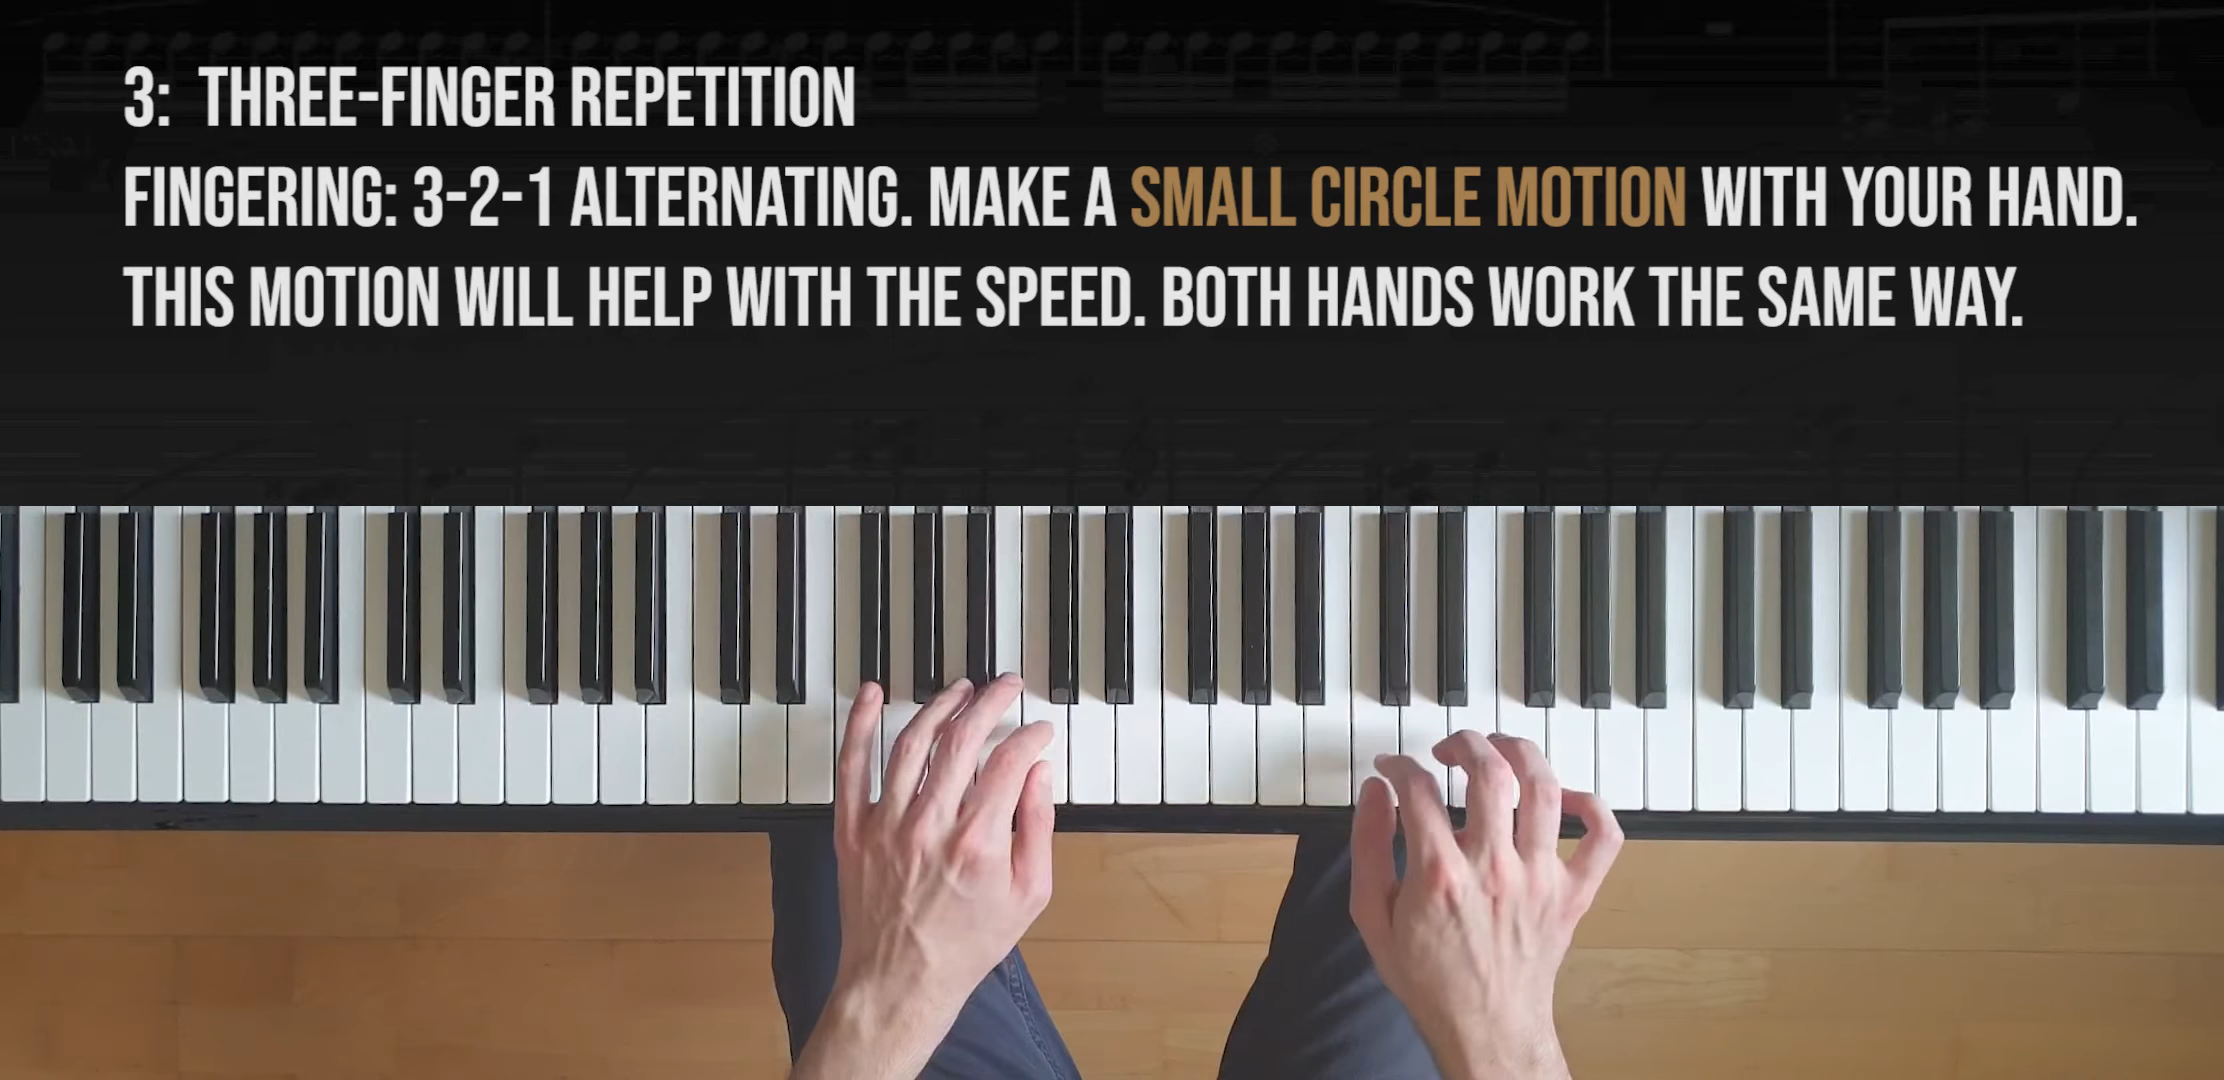 3: THREE-FINGER REPETITION
FINGERING: 3-2-1 ALTERNATING. MAKE A SMALL CIRCLE MOTION WITH YOUR HAND.
THIS MOTION WILL HELP WITH THE SPEED. BOTH HANDS WORK THE SAME WAY.